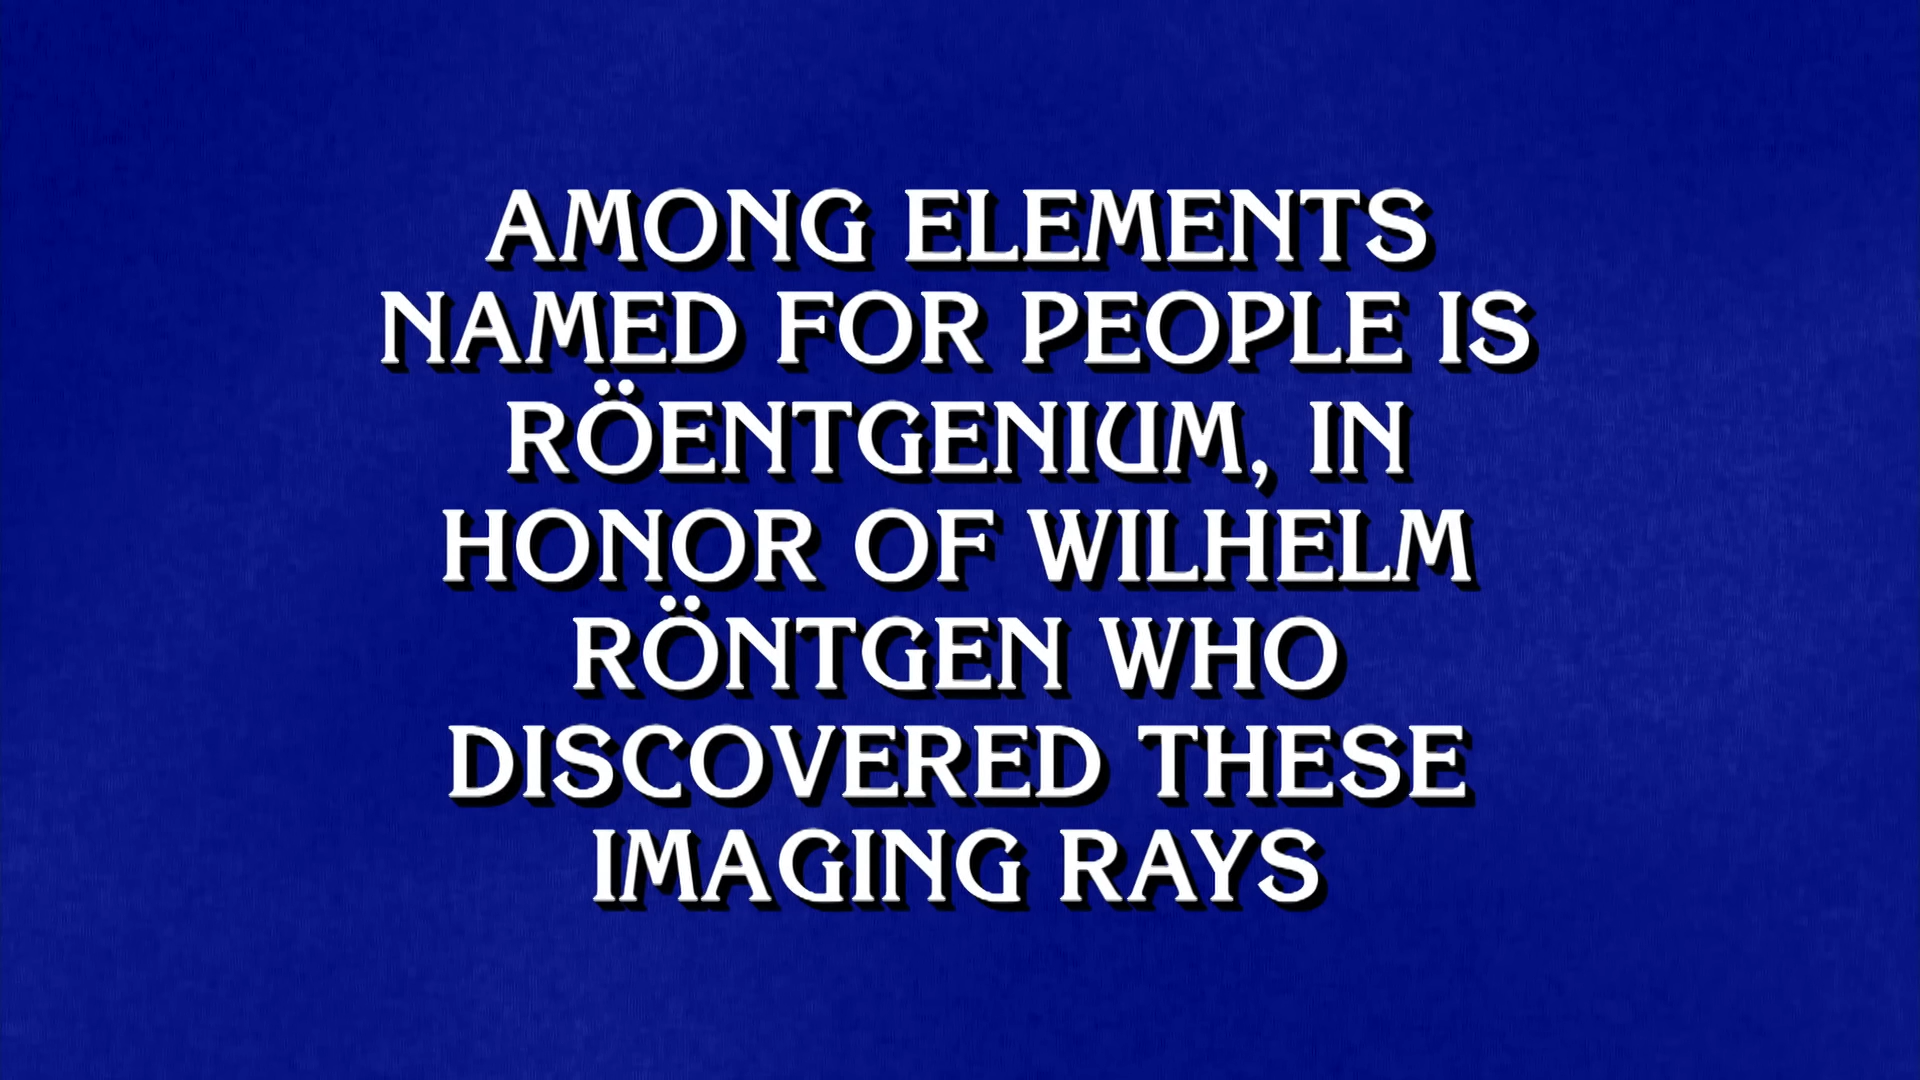 AMONG ELEMENTS
NAMED FOR PEOPLE IS
RÖENTGENIUM, IN
HONOR OF WILHELM
RÖNTGEN WHO
DISCOVERED THESE
IMAGING RAYS